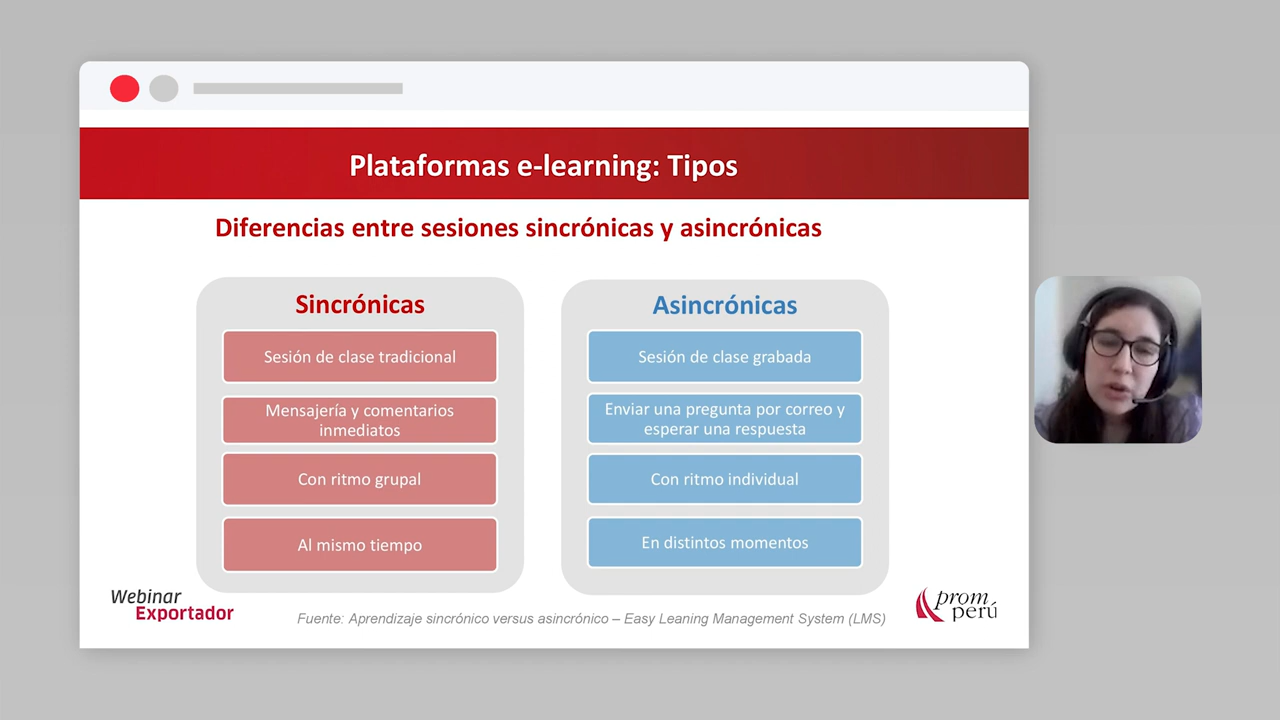 Plataformas e-learning: Tipos
Diferencias entre sesiones sincrónicas y asincrónicas
Sincrónicas
Sesión de clase tradicional
Mensajería y comentarios
inmediatos
Con ritmo grupal
Al mismo tiempo
Asincrónicas
Sesión de clase grabada
Enviar una pregunta por correo y
esperar una respuesta
Con ritmo individual
En distintos momentos
Webinar
Exportador
Fuente: Aprendizaje sincrónico versus asincrónico – Easy Leaning Management System (LMS)
prom
perú